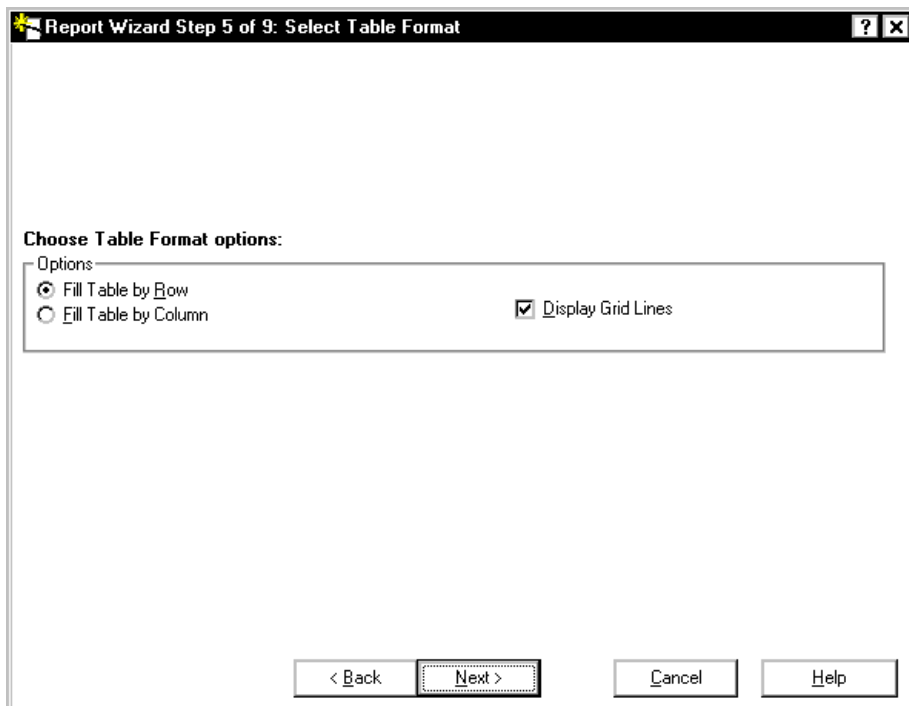 Report Wizard Step 5 of 9: Select Table Format
Choose Table Format options:
Options
Fill Table by Row
Fill Table by Column
Display Grid Lines
< Back
Next >
Cancel
Help